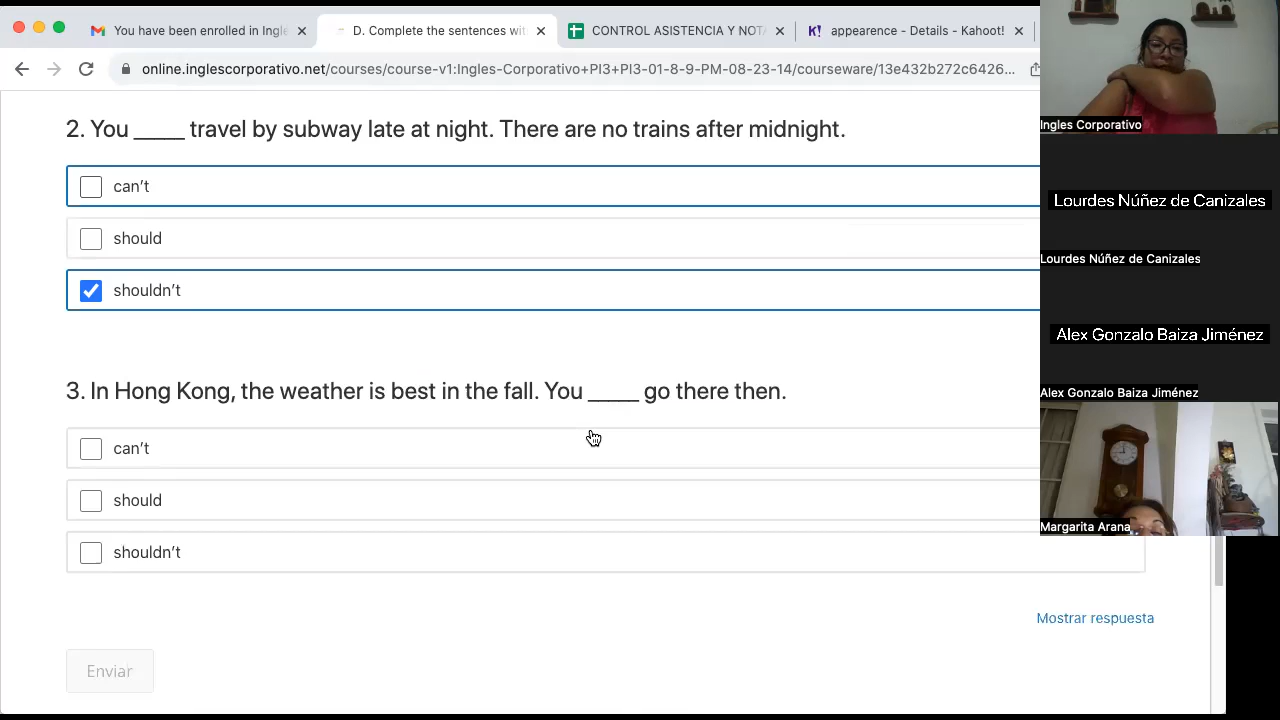 You have been enrolled in Ingle
D. Complete the sentences wit
CONTROL ASISTENCIA Y NOTA
K! appearence - Details - Kahoot!
online.inglescorporativo.net/courses/course-v1:Ingles-Corporativo+PI3+PI3-01-8-9-PM-08-23-14/courseware/13e432b272c6426...
2. You _____ travel by subway late at night. There are no trains after midnight.
can’t
should
shouldn’t
3. In Hong Kong, the weather is best in the fall. You _____ go there then.
can’t
should
shouldn’t
Mostrar respuesta
Enviar
Ingles Corporativo
Lourdes Núñez de Canizales
Lourdes Núñez de Canizales
Alex Gonzalo Baiza Jiménez
Alex Gonzalo Baiza Jiménez
Margarita Arana